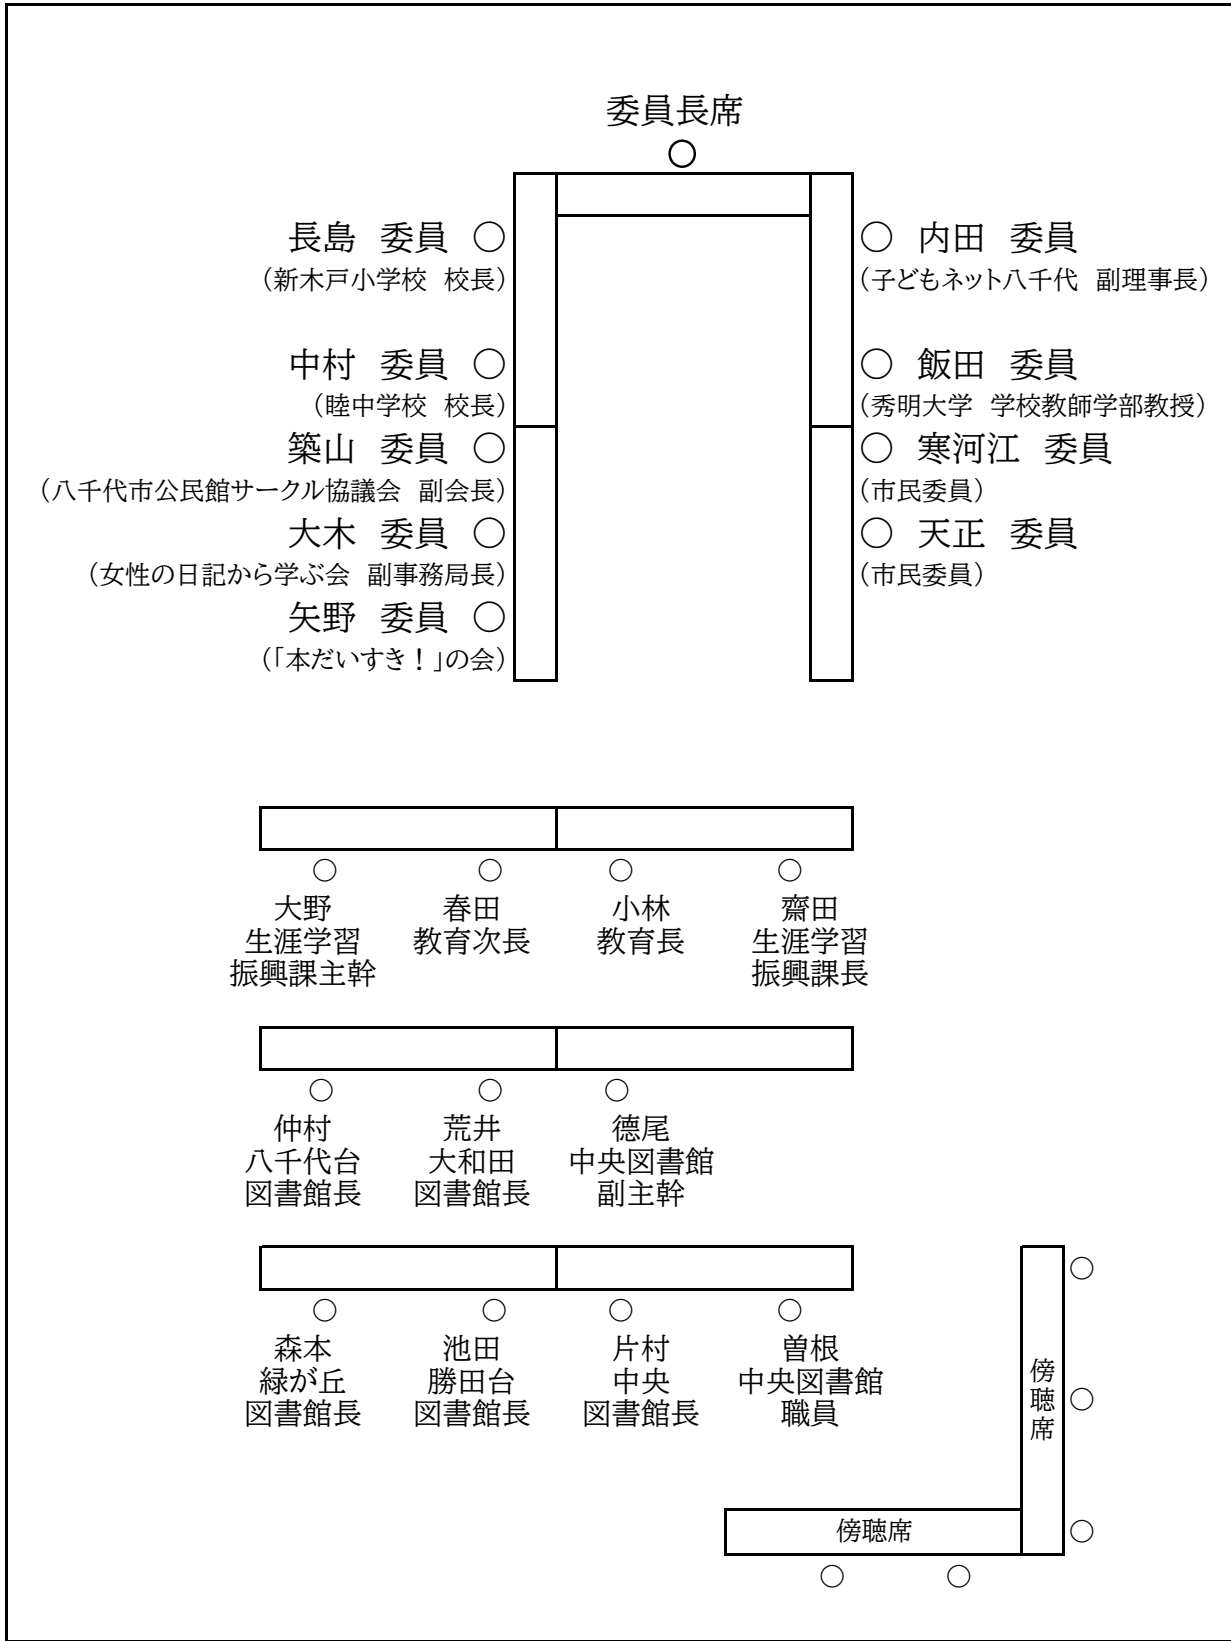 委員長席
○
長島 委員 ○
（新木戸小学校 校長）
○ 内田 委員
（子どもネット八千代 副理事長）
中村 委員 ○
（睦中学校 校長）
○ 飯田 委員
（秀明大学 学校教師学部教授）
築山 委員 ○
（八千代市公民館サークル協議会 副会長）
○ 寒河江 委員
（市民委員）
大木 委員 ○
（女性の日記から学ぶ会 副事務局長）
○ 天正 委員
（市民委員）
矢野 委員 ○
（「本だいすき！」の会）
○ ○ ○ ○
大野
生涯学習
振興課主幹
春田
教育次長
小林
教育長
齋田
生涯学習
振興課長
○ ○ ○
仲村
八千代台
図書館長
荒井
大和田
図書館長
德尾
中央図書館
副主幹
○ ○ ○ ○
森本
緑が丘
図書館長
池田
勝田台
図書館長
片村
中央
図書館長
曽根
中央図書館
職員
傍聴席
傍聴席